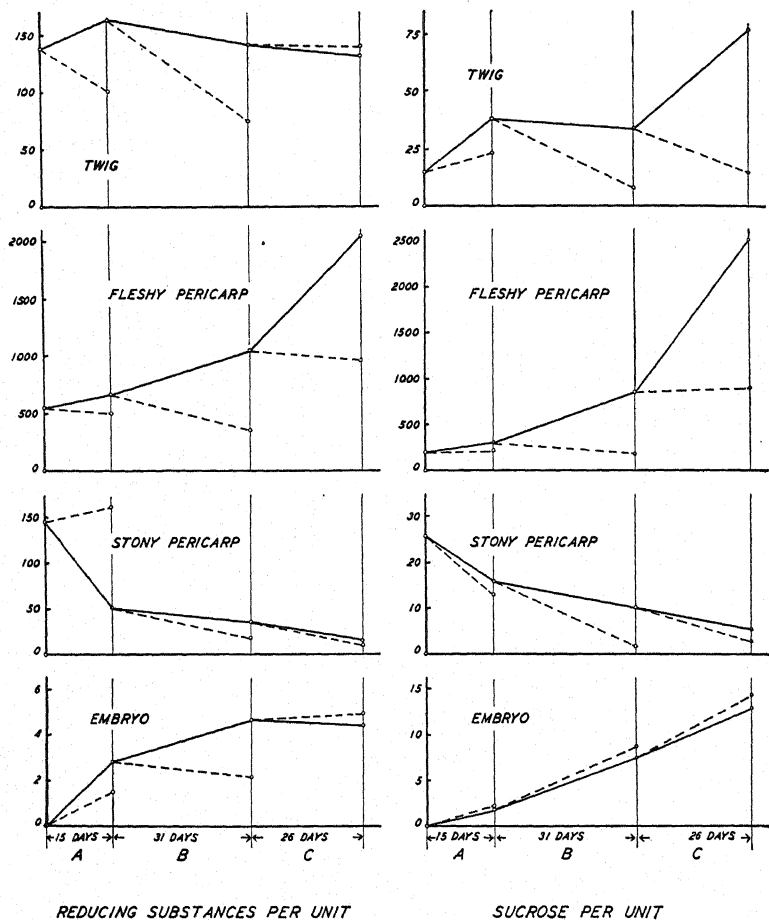 150
100
50
0
TWIG
75
50
25
0
TWIG
2000
1500
1000
500
0
FLESHY PERICARP
2500
2000
1500
1000
500
0
FLESHY PERICARP
150
100
50
0
STONY PERICARP
30
20
10
0
STONY PERICARP
6
4
2
0
EMBRYO
15
10
5
0
EMBRYO
15 DAYS 31 DAYS 26 DAYS
A B C
15 DAYS 31 DAYS 26 DAYS
A B C
REDUCING SUBSTANCES PER UNIT
SUCROSE PER UNIT